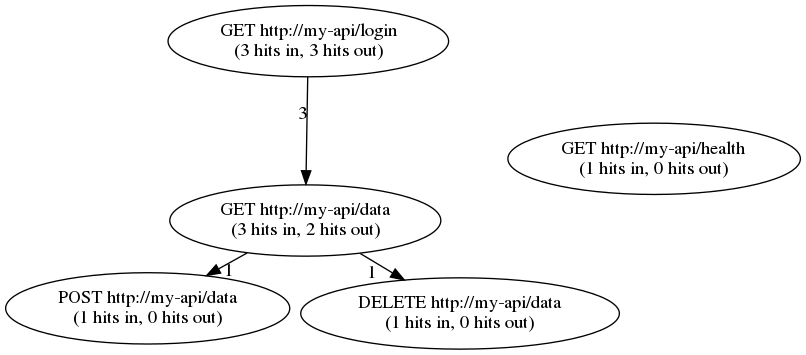 GET http://my-api/login
(3 hits in, 3 hits out)
3
GET http://my-api/health
(1 hits in, 0 hits out)
GET http://my-api/data
(3 hits in, 2 hits out)
1
1
POST http://my-api/data
(1 hits in, 0 hits out)
DELETE http://my-api/data
(1 hits in, 0 hits out)